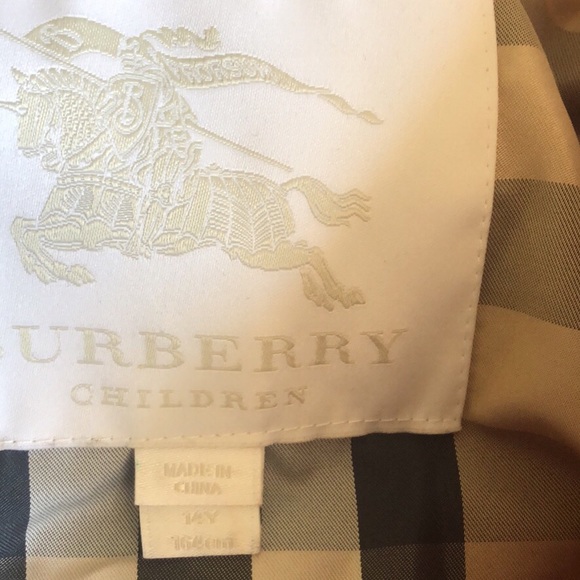 BURBERRY
CHILDREN
MADE IN
CHINA
14Y
164cm